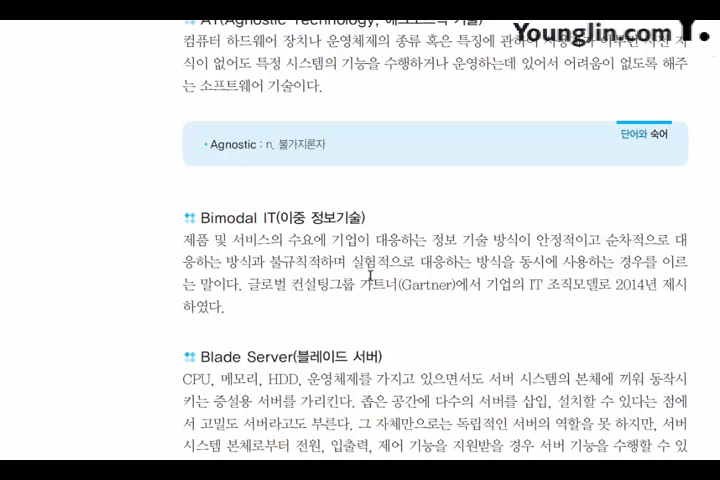 AT(Agnostic Technology, 애그노스틱 기술)
Younglin.com Y.
컴퓨터 하드웨어 장치나 운영체제의 종류 혹은 특징에 관하여
식이 없어도 특정 시스템의 기능을 수행하거나 운영하는데 있어서 어려움이 없도록 해주
는 소프트웨어 기술이다.
단어와 숙어
• Agnostic : n. 불가지론자
Bimodal IT(이중 정보기술)
제품 및 서비스의 수요에 기업이 대응하는 정보 기술 방식이 안정적이고 순차적으로 대
응하는 방식과 불규칙적하며 실험적으로 대응하는 방식을 동시에 사용하는 경우를 이르
는 말이다. 글로벌 컨설팅그룹 가트너(Gartner)에서 기업의 IT 조직모델로 2014년 제시
하였다.
Blade Server(블레이드 서버)
CPU, 메모리, HDD, 운영체제를 가지고 있으면서도 서버 시스템의 본체에 끼워 동작시
키는 증설용 서버를 가리킨다. 좁은 공간에 다수의 서버를 삽입, 설치할 수 있다는 점에
서 고밀도 서버라고도 부른다. 그 자체만으로는 독립적인 서버의 역할을 못 하지만, 서버
시스템 본체로부터 전원, 입출력, 제어 기능을 지원받을 경우 서버 기능을 수행할 수 있